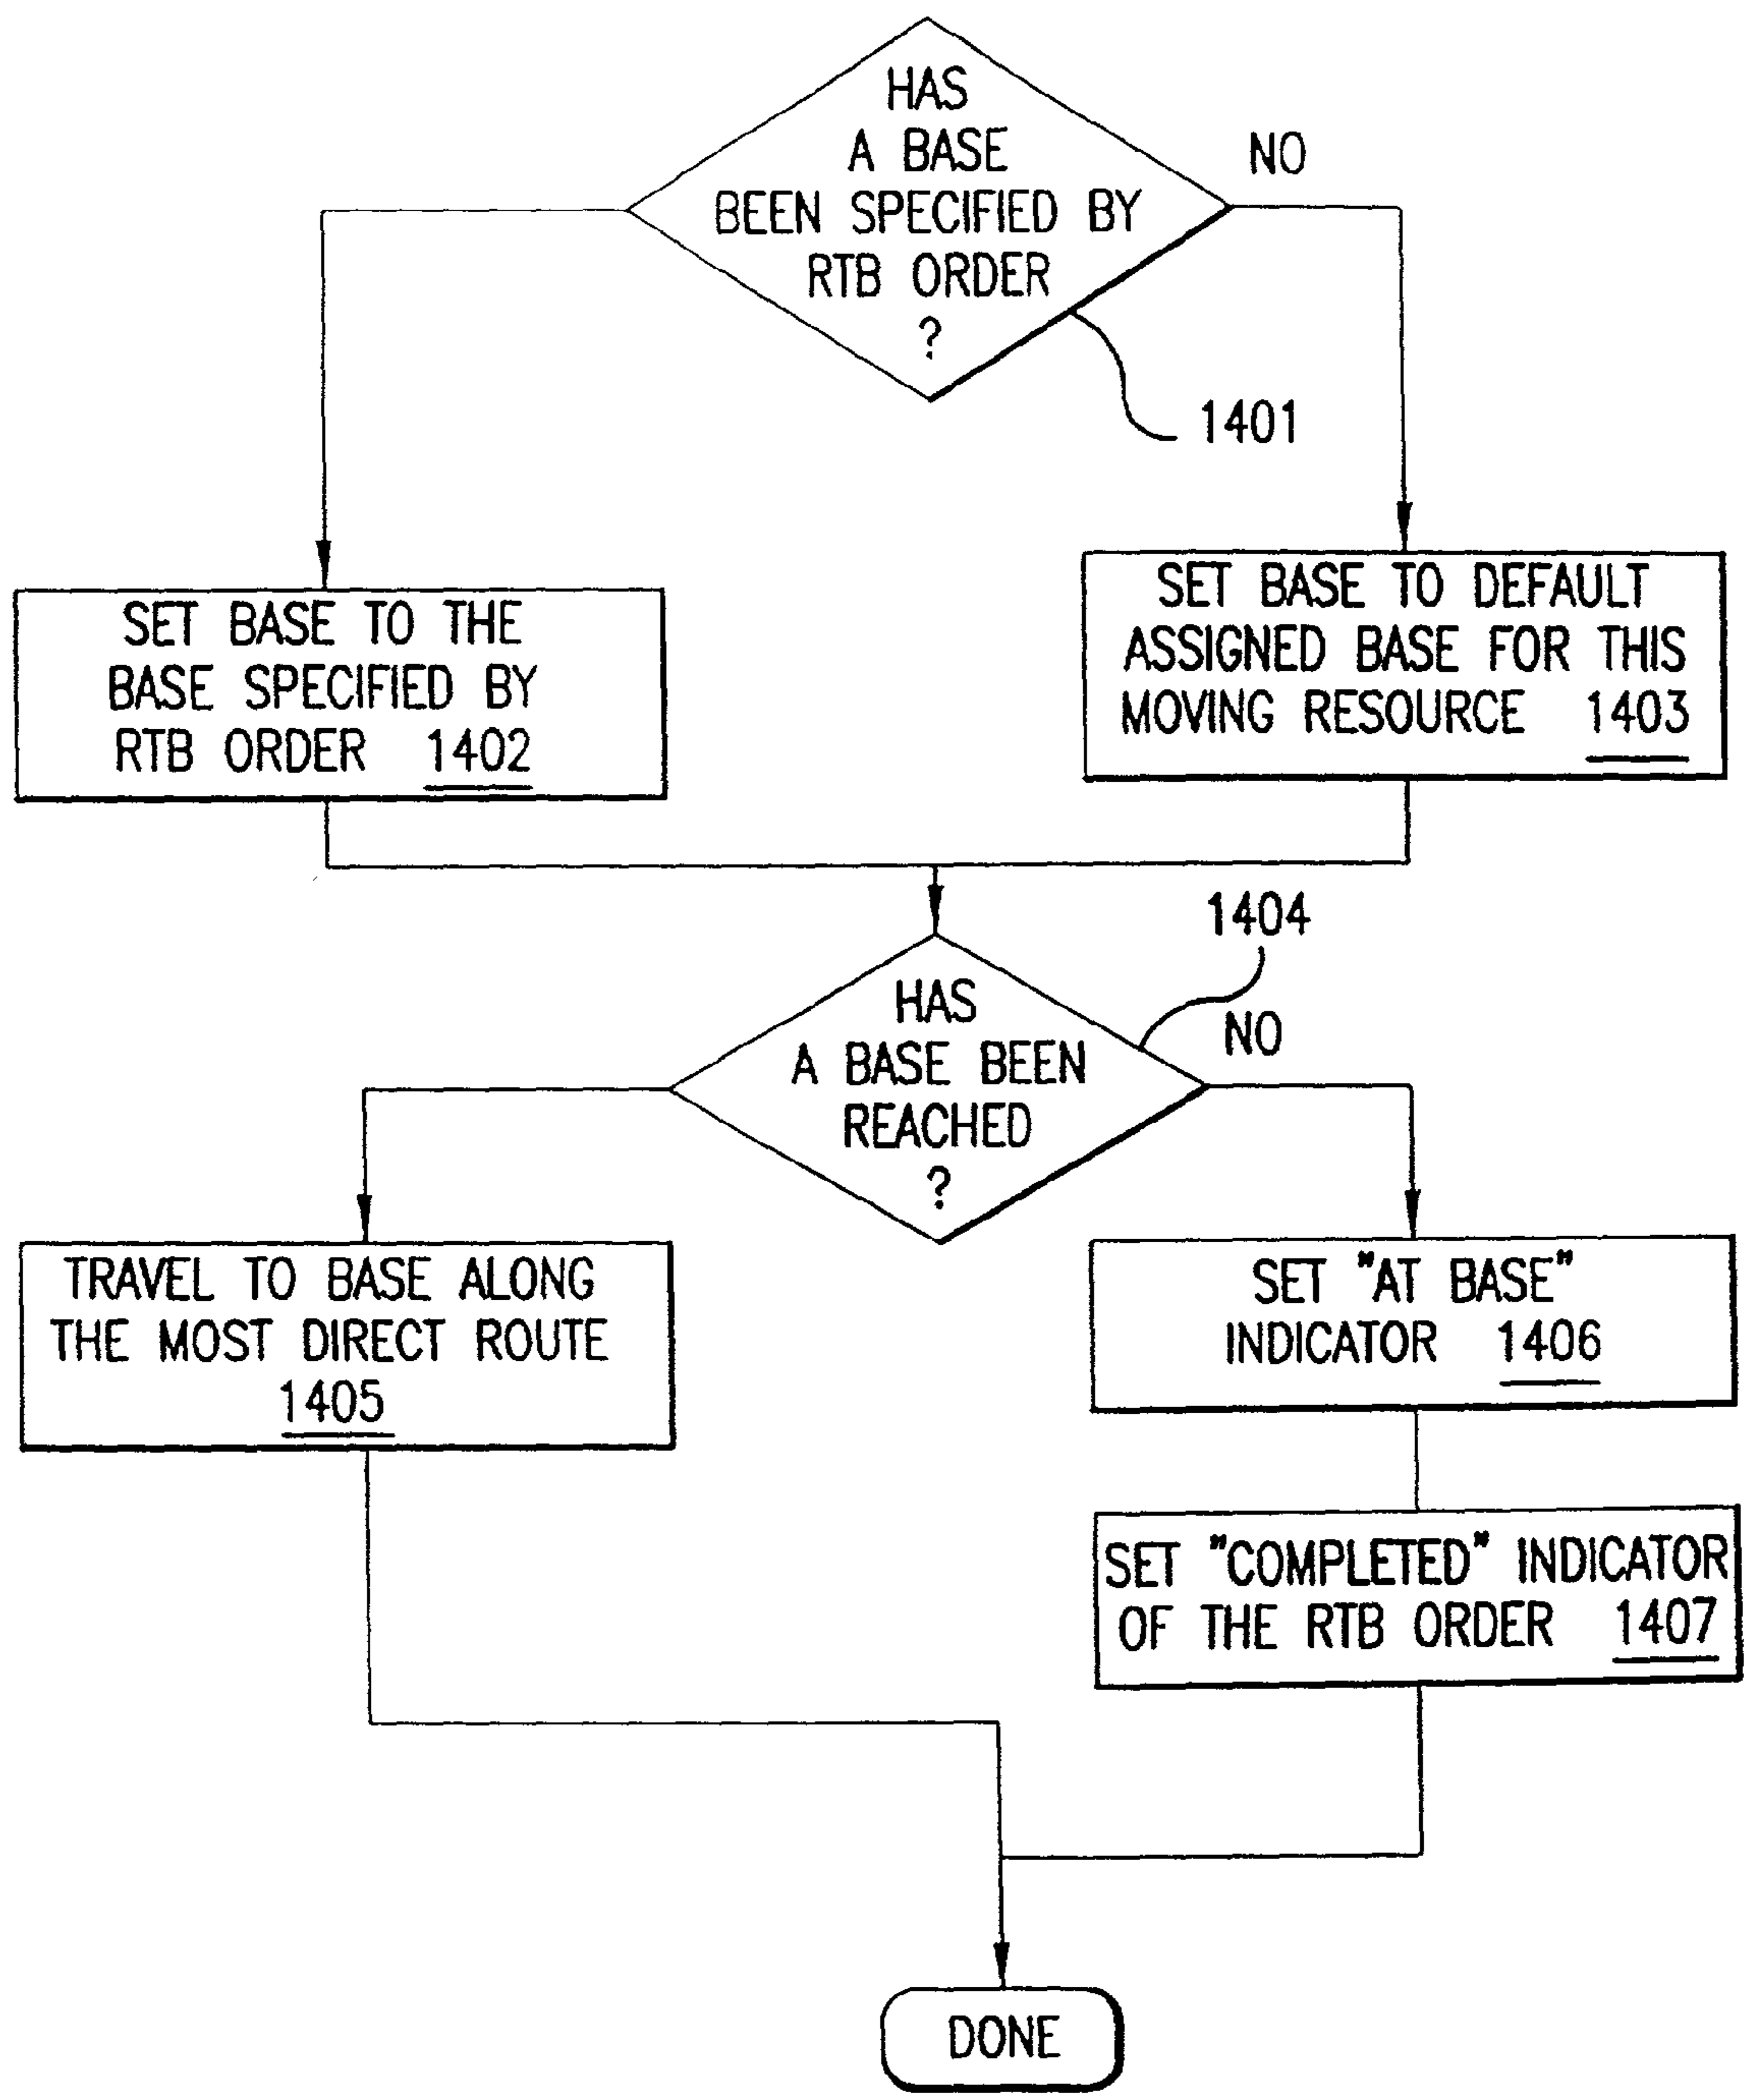 HAS
A BASE
BEEN SPECIFIED BY
RTB ORDER
?
NO
1401
SET BASE TO THE
BASE SPECIFIED BY
RTB ORDER 1402
SET BASE TO DEFAULT
ASSIGNED BASE FOR THIS
MOVING RESOURCE 1403
1404
HAS
A BASE BEEN
REACHED
?
NO
TRAVEL TO BASE ALONG
THE MOST DIRECT ROUTE
1405
SET "AT BASE"
INDICATOR 1406
SET "COMPLETED" INDICATOR
OF THE RTB ORDER 1407
DONE